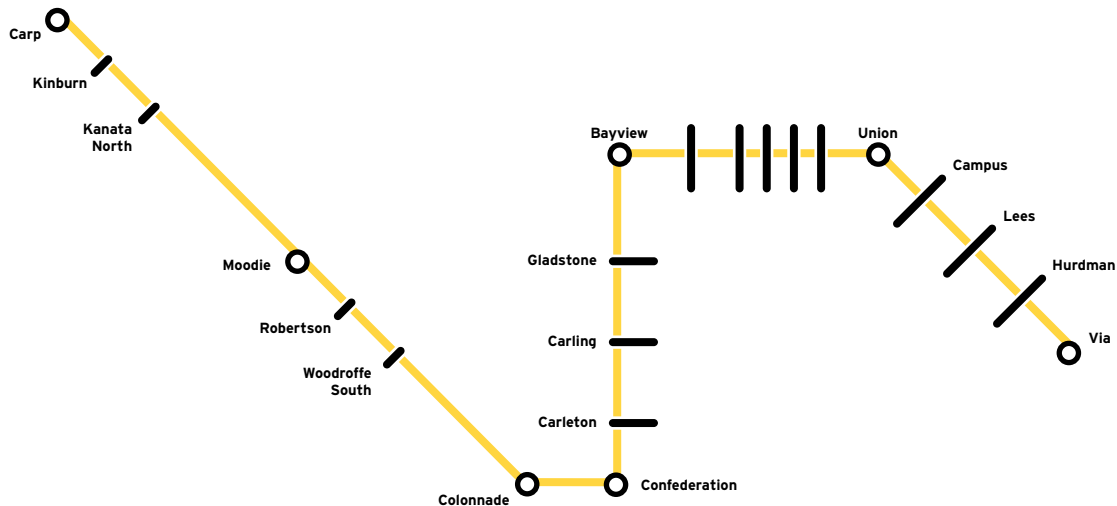 Carp
Kinburn
Kanata
North
Moodie
Robertson
Woodroffe
South
Colonnade
Confederation
Carleton
Carling
Gladstone
Bayview
Union
Campus
Lees
Hurdman
Via